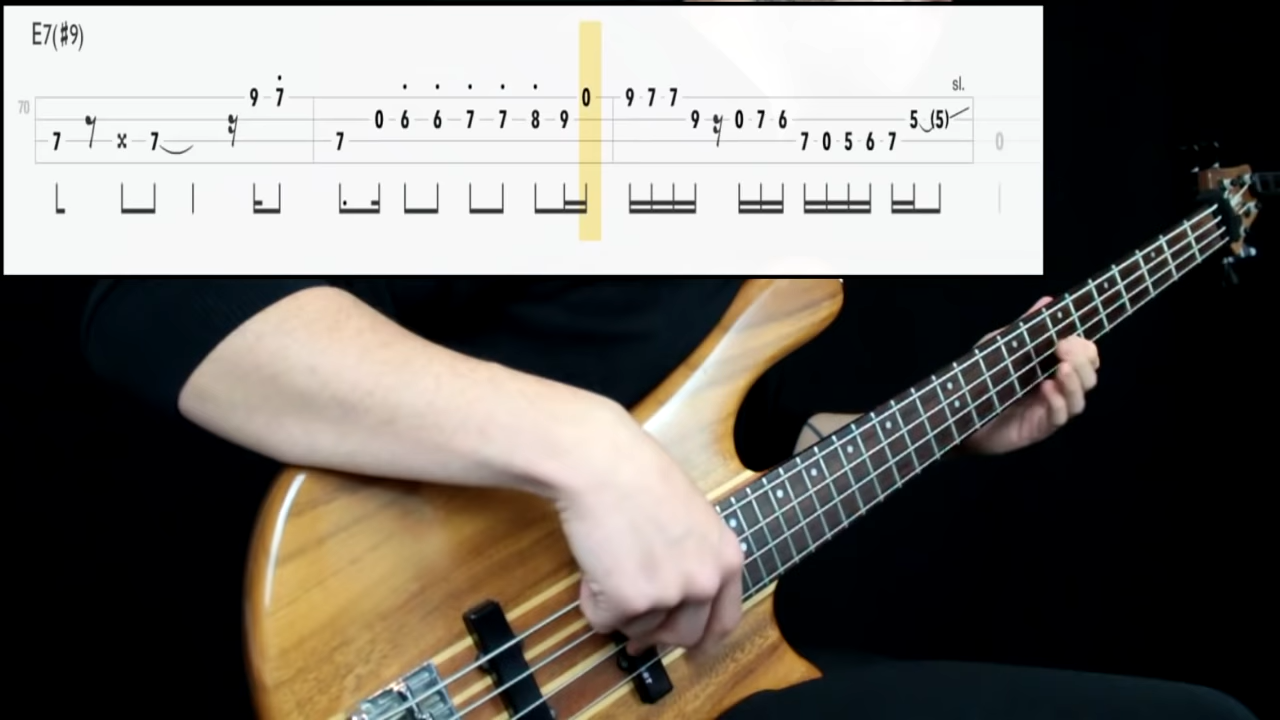 E7(#9)
sl.
70
9 7 0 9 7 7
0 6 6 7 7 8 9 9 0 7 6 5 (5)
7 x 7 7 7 0 5 6 7 0